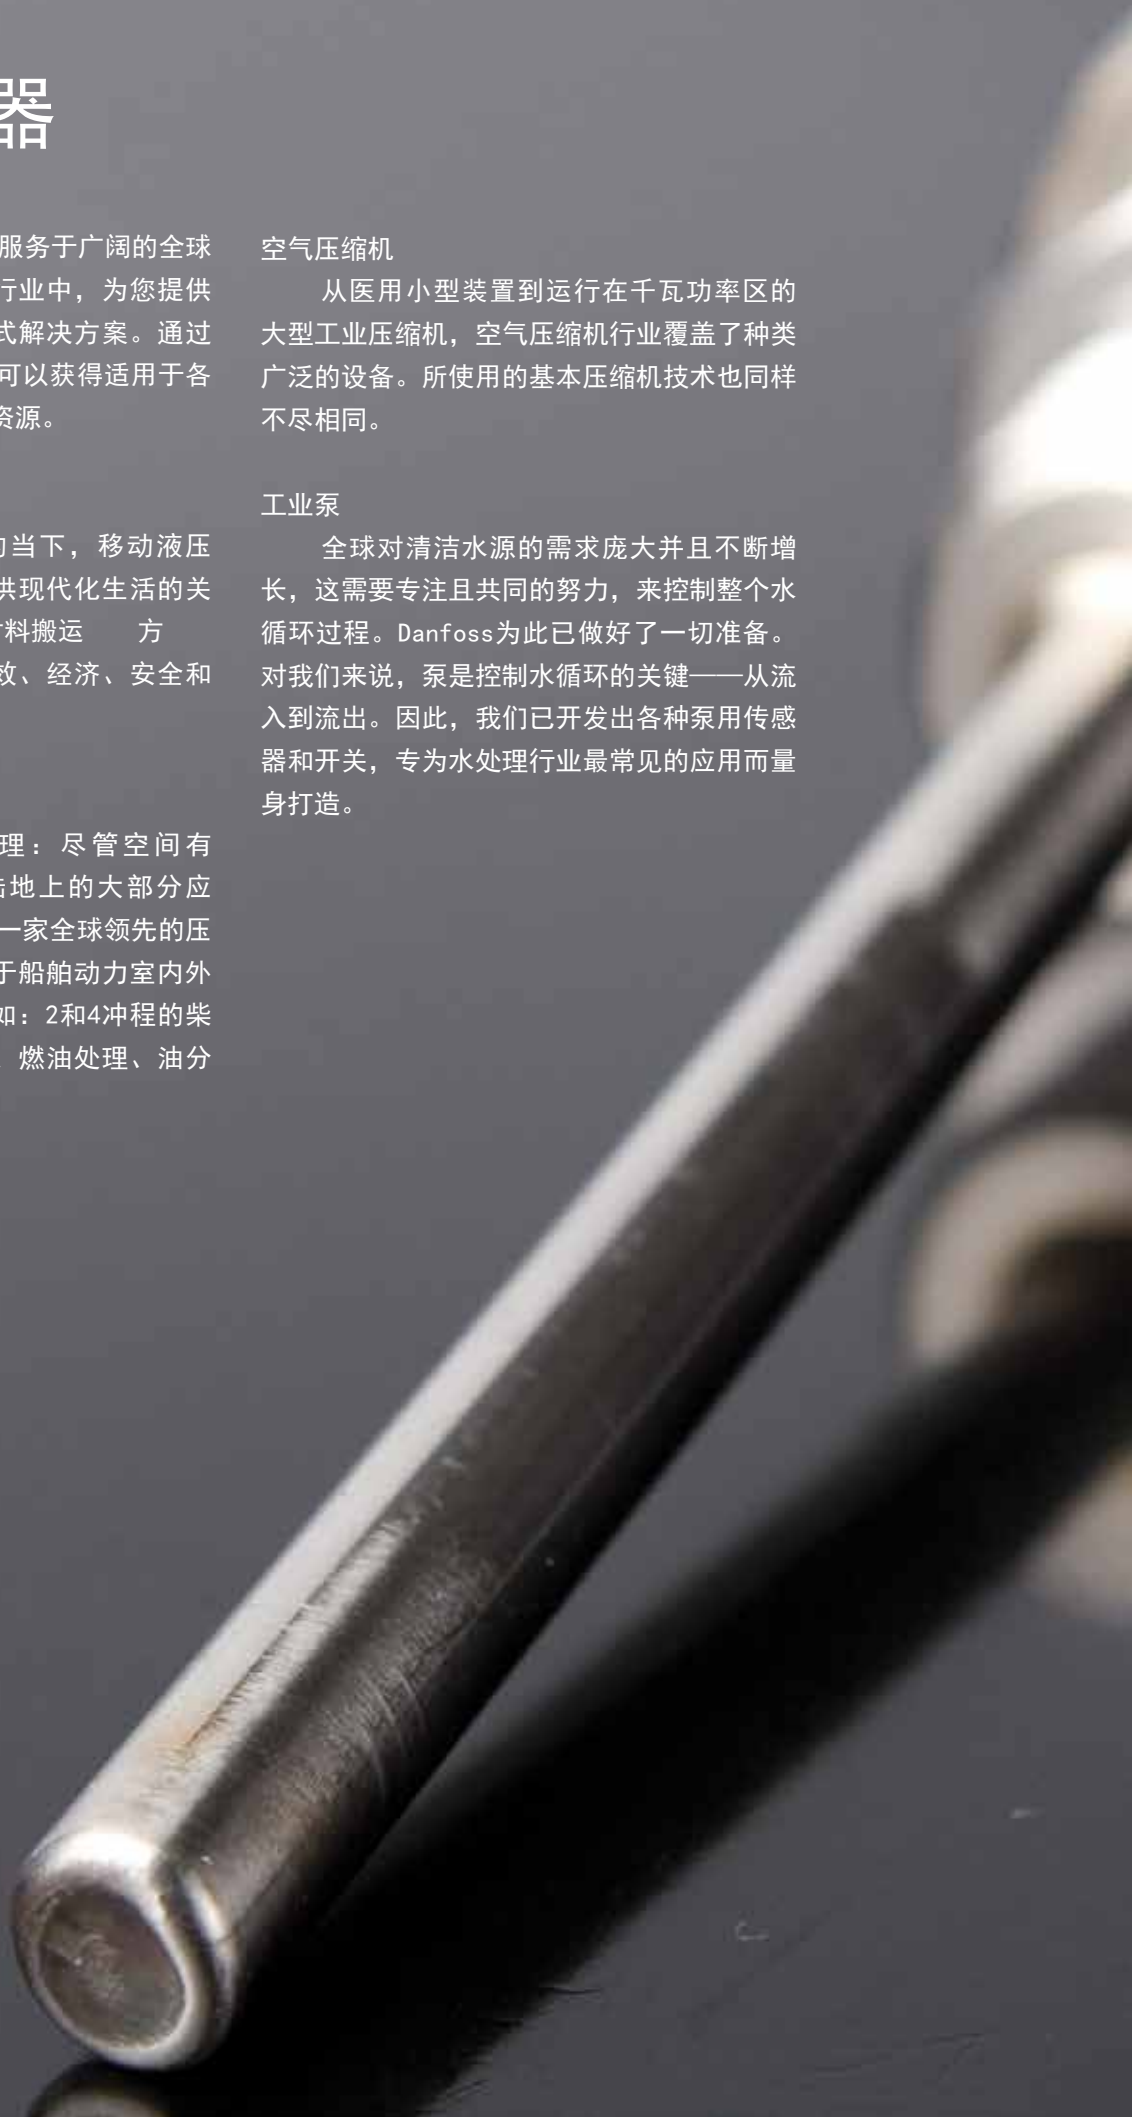 器
服务于广阔的全球
行业中，为您提供
式解决方案。通过
可以获得适用于各
资源。
的当下，移动液压
供现代化生活的关
材料搬运 方
效、经济、安全和
理：尽管空间有
陆地上的大部分应
一家全球领先的压
于船舶动力室内外
如：2和4冲程的柴
、燃油处理、油分
空气压缩机
从医用小型装置到运行在千瓦功率区的
大型工业压缩机，空气压缩机行业覆盖了种类
广泛的设备。所使用的基本压缩机技术也同样
不尽相同。
工业泵
全球对清洁水源的需求庞大并且不断增
长，这需要专注且共同的努力，来控制整个水
循环过程。Danfoss为此已做好了一切准备。
对我们来说，泵是控制水循环的关键——从流
入到流出。因此，我们已开发出各种泵用传感
器和开关，专为水处理行业最常见的应用而量
身打造。